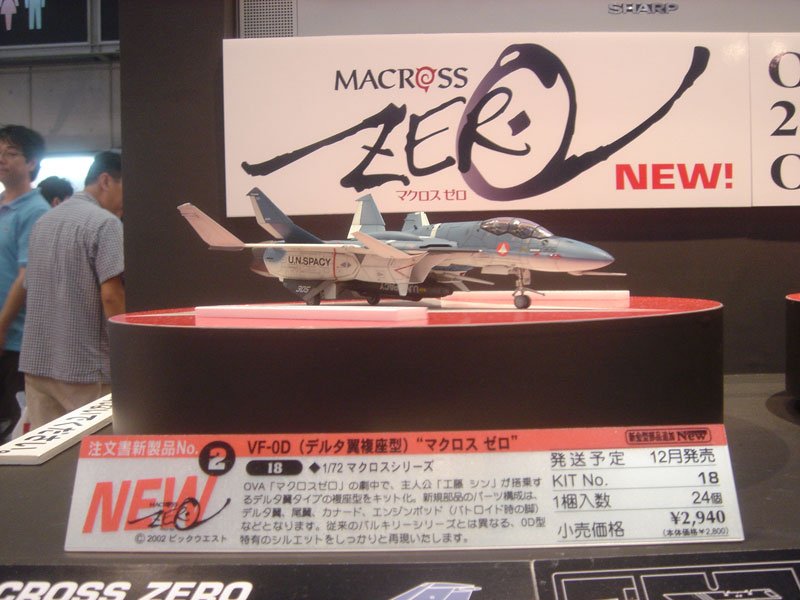 SHARP
MACROSS
ZERO
マクロス ゼロ
NEW!
O
2
O
U.N.SPACY
305
注文書新製品No.
2
VF-0D（デルタ翼複座型）“マクロス ゼロ”
新金型部品追加 New
18 ◆1/72 マクロスシリーズ
OVA「マクロスゼロ」の劇中で、主人公「工藤 シン」が搭乗す
るデルタ翼タイプの複座型をキット化。新規部品のパーツ構成は、
デルタ翼、尾翼、カナード、エンジンポッド（バトロイド時の脚）
などとなります。従来のバルキリーシリーズとは異なる、0D型
特有のシルエットをしっかりと再現いたします。
NEW
MACROSS
ZERO
© 2002 ビックウエスト
発送予定 12月発売
KIT No. 18
1梱入数 24個
小売価格 ¥2,940
（本体価格¥2,800）
ください。
CROSS ZERO